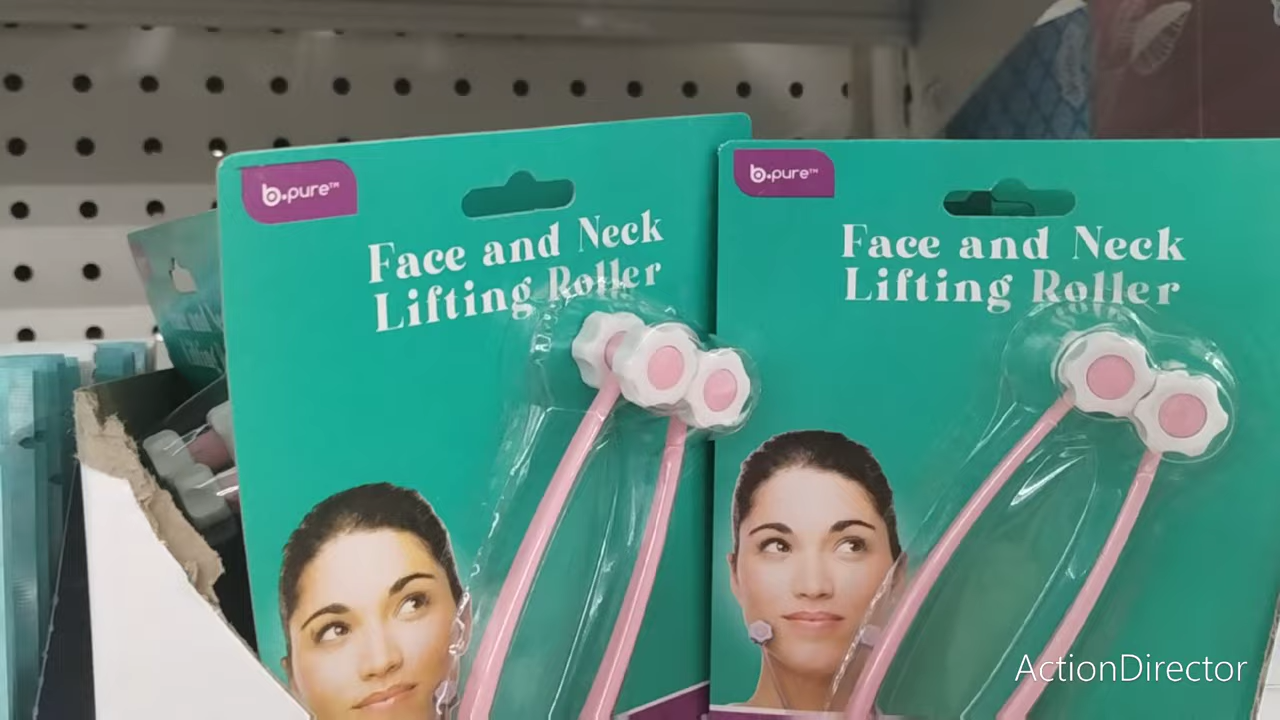 b.pure™
Face and Neck
Lifting Roller
b.pure™
Face and Neck
Lifting Roller
ActionDirector